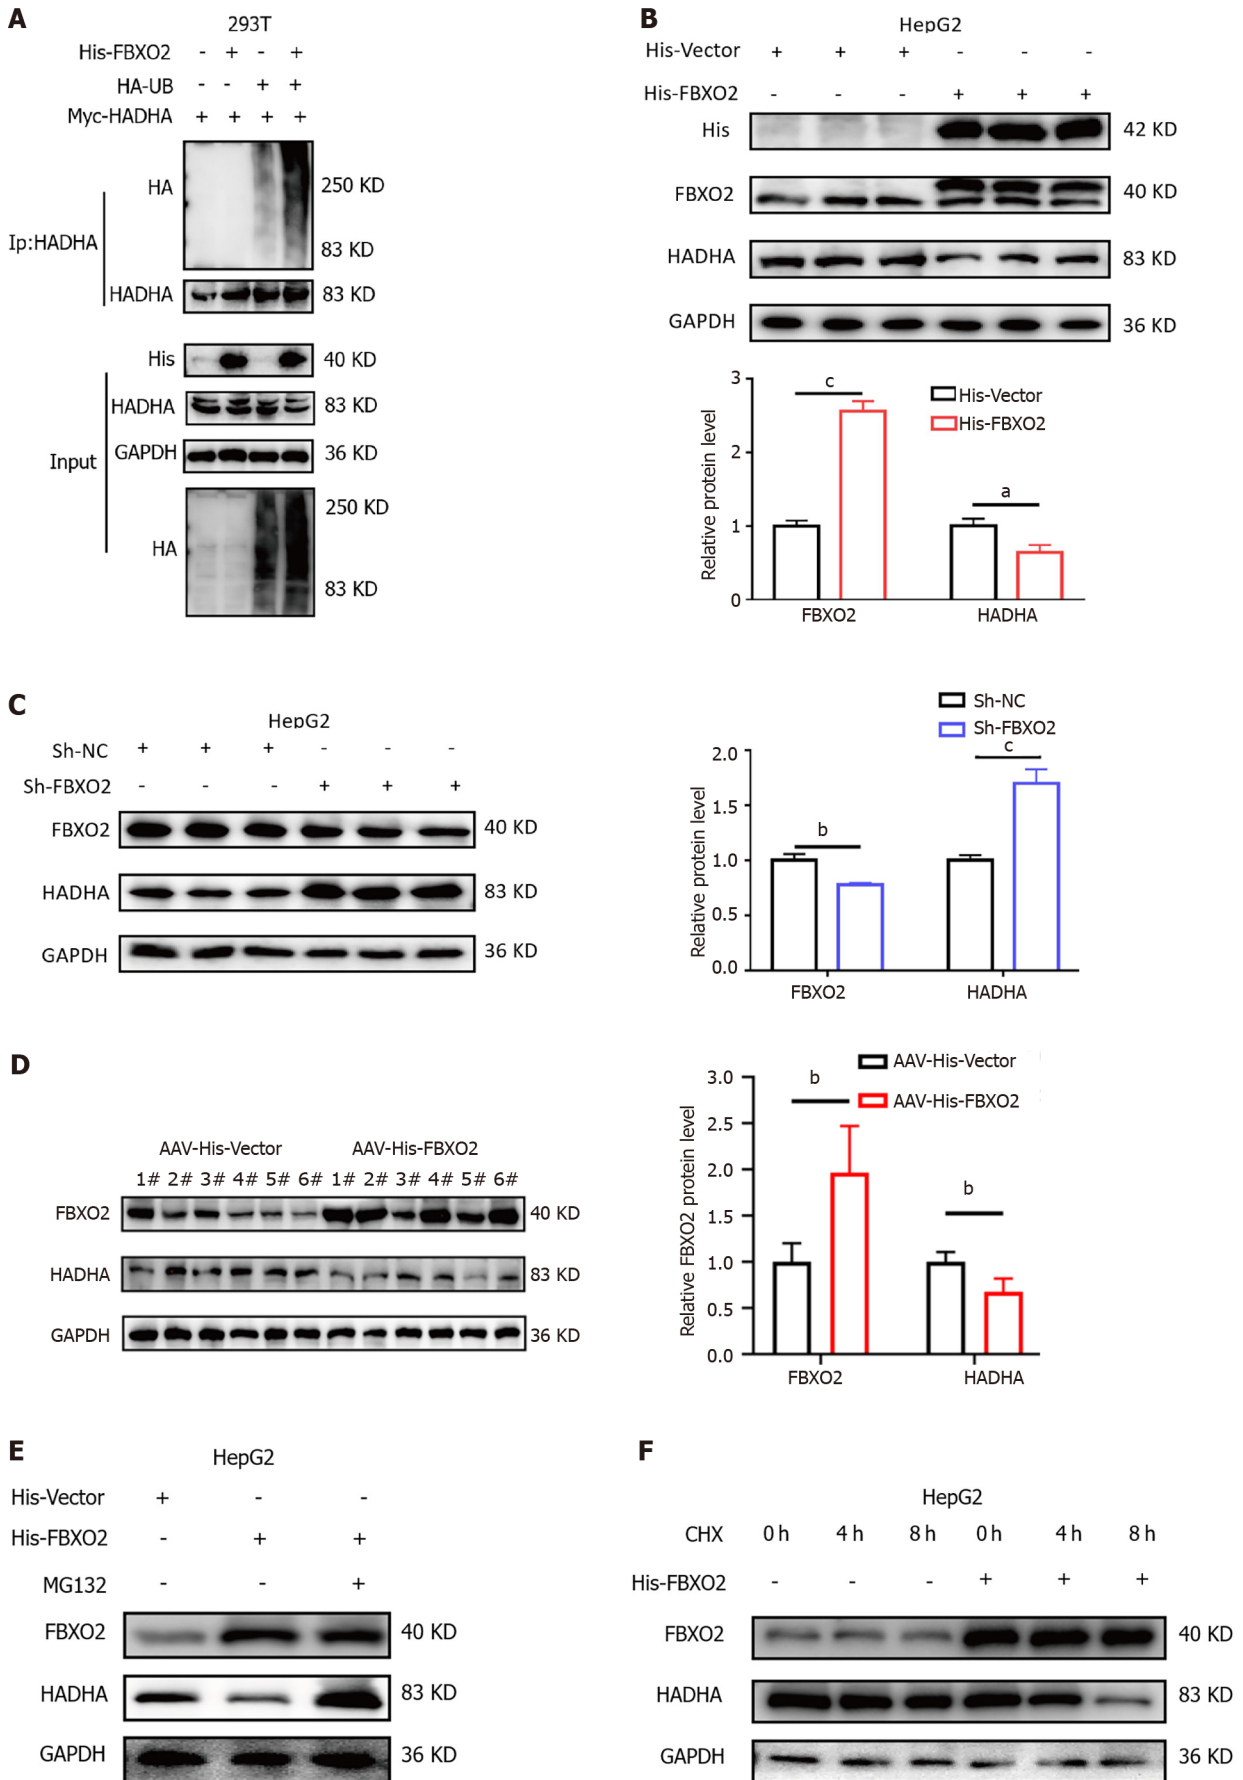 A
293T
His-FBXO2 - + - +
HA-UB - - + +
Myc-HADHA + + + +
HA 250 KD
83 KD
Ip:HADHA
HADHA 83 KD
His 40 KD
HADHA 83 KD
GAPDH 36 KD
Input
250 KD
HA
83 KD
B
HepG2
His-Vector + + + - - -
His-FBXO2 - - - + + +
His 42 KD
FBXO2 40 KD
HADHA 83 KD
GAPDH 36 KD
Relative protein level
3
2
1
0
c
a
His-Vector
His-FBXO2
FBXO2 HADHA
C
HepG2
Sh-NC + + + - - -
Sh-FBXO2 - - - + + +
FBXO2 40 KD
HADHA 83 KD
GAPDH 36 KD
Sh-NC
Sh-FBXO2
Relative protein level
2.0
1.5
1.0
0.5
0.0
b
c
FBXO2 HADHA
D
AAV-His-Vector AAV-His-FBXO2
1# 2# 3# 4# 5# 6# 1# 2# 3# 4# 5# 6#
FBXO2 40 KD
HADHA 83 KD
GAPDH 36 KD
AAV-His-Vector
AAV-His-FBXO2
Relative FBXO2 protein level
3.0
2.5
2.0
1.5
1.0
0.5
0.0
b
b
FBXO2 HADHA
E
HepG2
His-Vector + - -
His-FBXO2 - + +
MG132 - - +
FBXO2 40 KD
HADHA 83 KD
GAPDH 36 KD
F
HepG2
CHX 0 h 4 h 8 h 0 h 4 h 8 h
His-FBXO2 - - - + + +
FBXO2 40 KD
HADHA 83 KD
GAPDH 36 KD